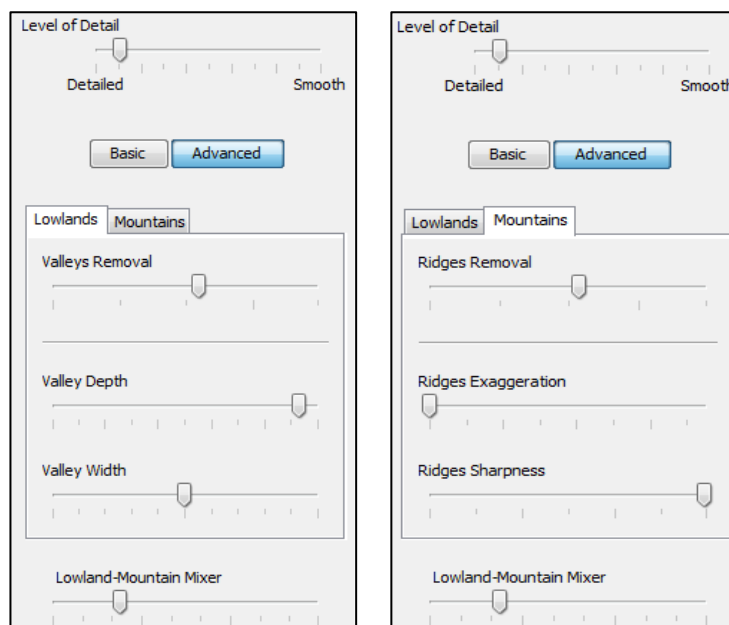 Level of Detail
Detailed Smooth
Basic Advanced
Lowlands Mountains
Valleys Removal
Valley Depth
Valley Width
Lowland-Mountain Mixer
Level of Detail
Detailed Smooth
Basic Advanced
Lowlands Mountains
Ridges Removal
Ridges Exaggeration
Ridges Sharpness
Lowland-Mountain Mixer